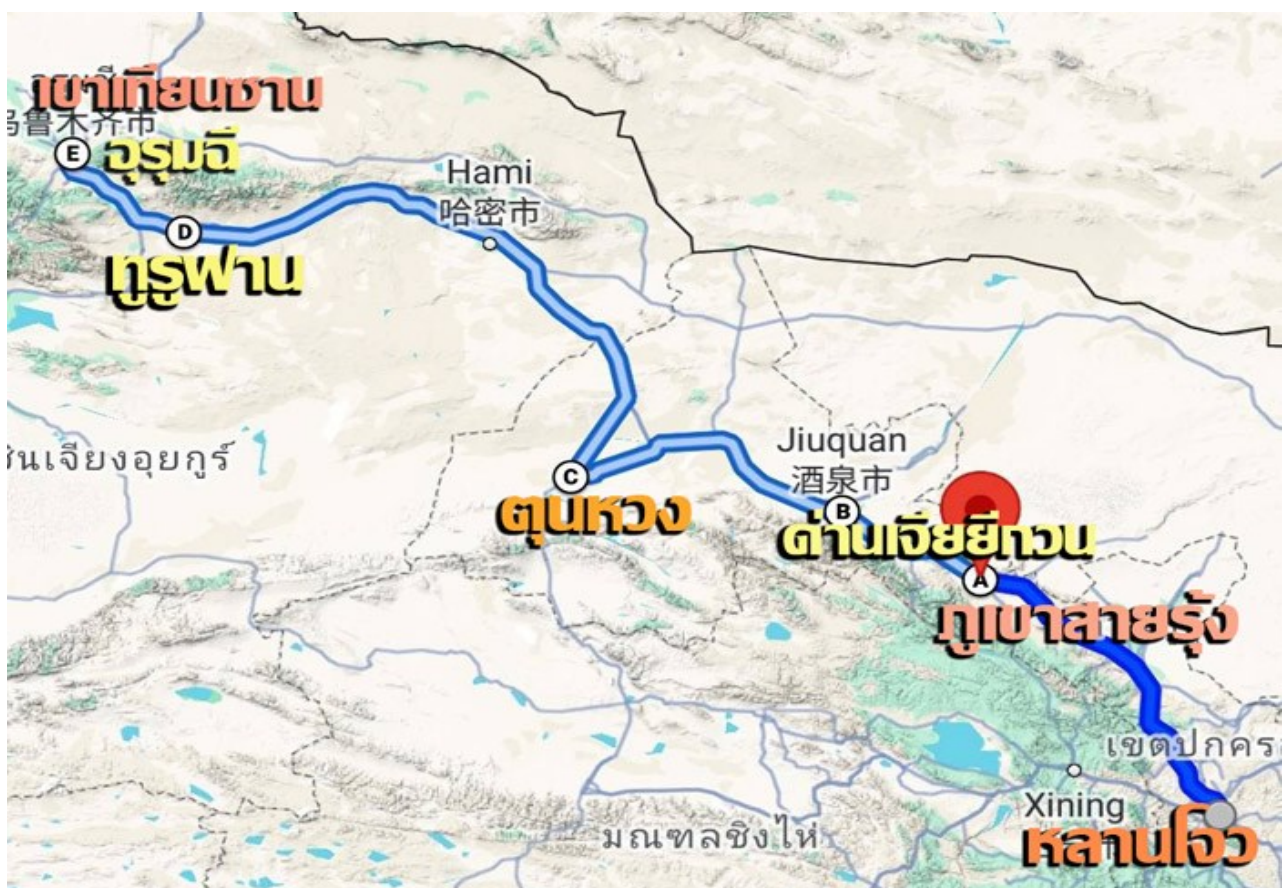 เขาเทียนซาน
乌鲁木齐市
E
อุรุมฉี
Hami
哈密市
D
ทูรูฟาน
ซินเจียงอุยกูร์
Jiuquan
酒泉市
C
B
ตุนหวง
ด่านเจียยีกวน
A
ภูเขาสายรุ้ง
เขตปกคร
Xining
มณฑลชิงไห่
หลานโจว